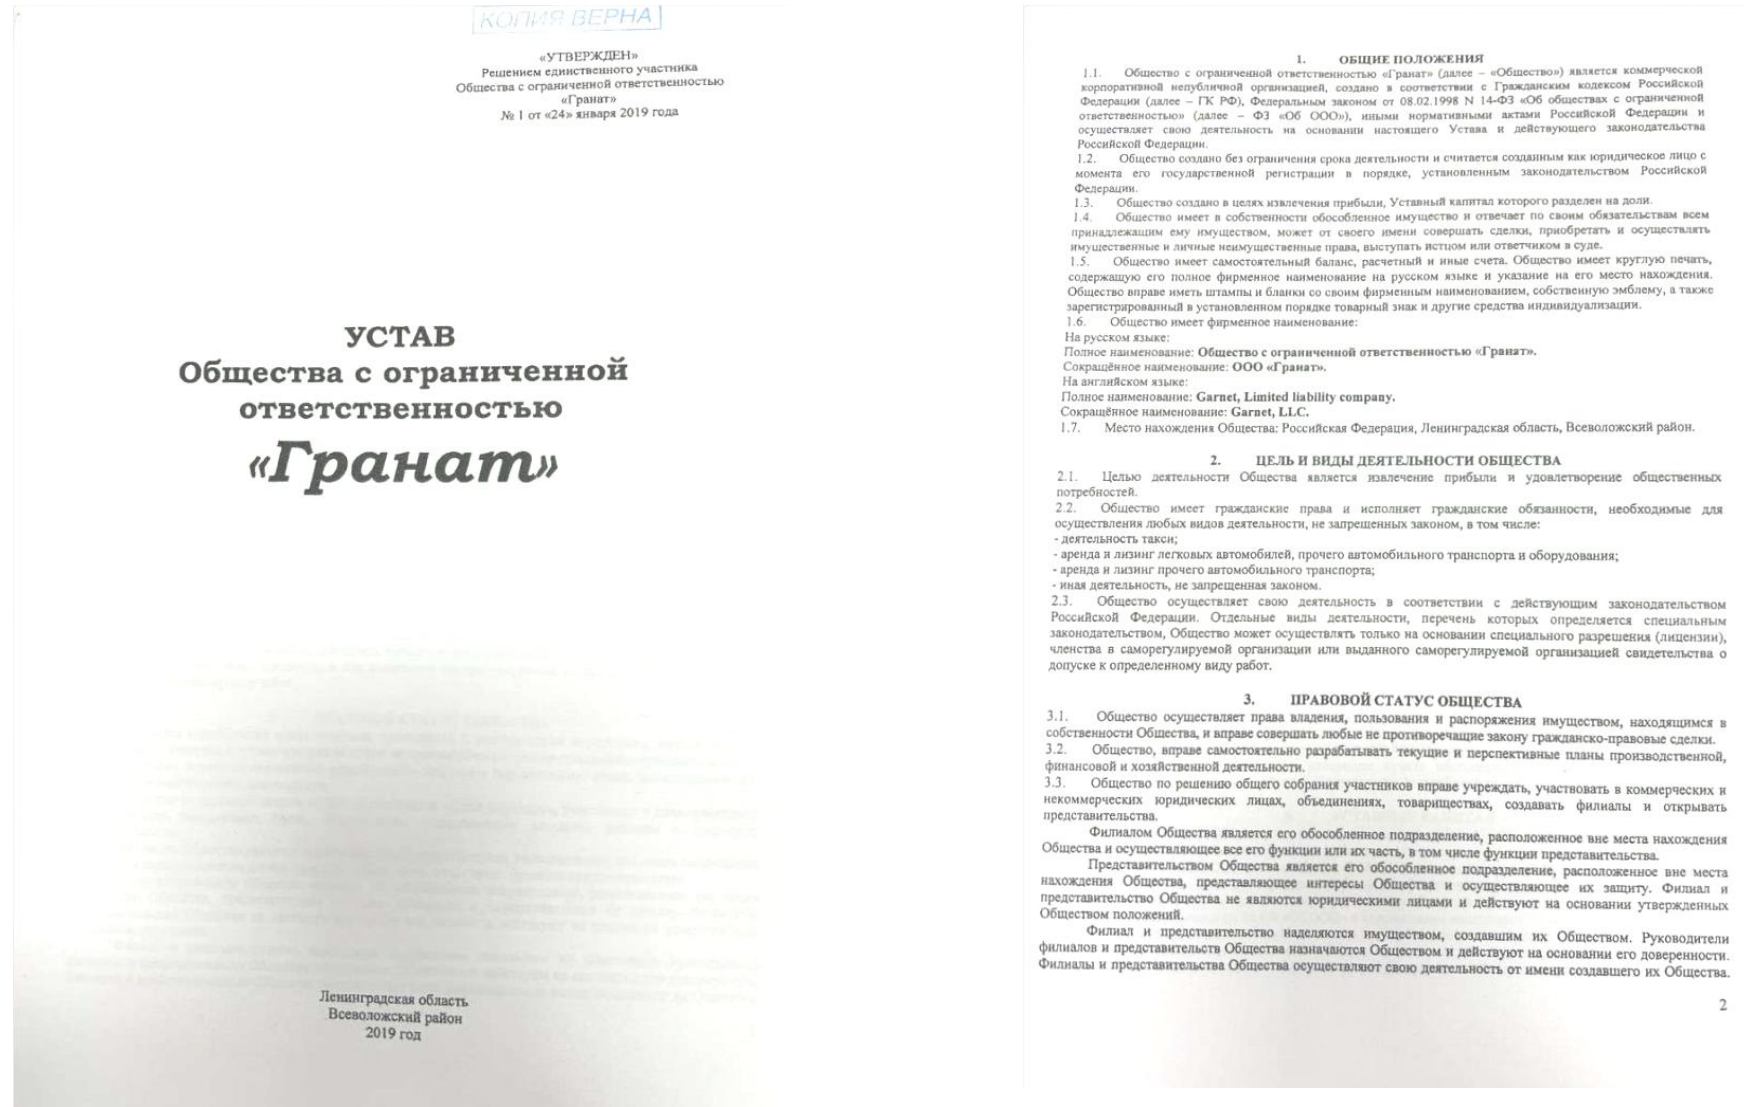 КОПИЯ ВЕРНА
«УТВЕРЖДЕН»
Решением единственного участника
Общества с ограниченной ответственностью
«Гранат»
№ 1 от «24» января 2019 года
УСТАВ
Общества с ограниченной
ответственностью
«Гранат»
Ленинградская область
Всеволожский район
2019 год
1. ОБЩИЕ ПОЛОЖЕНИЯ
1.1. Общество с ограниченной ответственностью «Гранат» (далее – «Общество») является коммерческой
корпоративной непубличной организацией, создано в соответствии с Гражданским кодексом Российской
Федерации (далее – ГК РФ), Федеральным законом от 08.02.1998 N 14-ФЗ «Об обществах с ограниченной
ответственностью» (далее – ФЗ «Об ООО»), иными нормативными актами Российской Федерации и
осуществляет свою деятельность на основании настоящего Устава и действующего законодательства
Российской Федерации.
1.2. Общество создано без ограничения срока деятельности и считается созданным как юридическое лицо с
момента его государственной регистрации в порядке, установленным законодательством Российской
Федерации.
1.3. Общество создано в целях извлечения прибыли, Уставный капитал которого разделен на доли.
1.4. Общество имеет в собственности обособленное имущество и отвечает по своим обязательствам всем
принадлежащим ему имуществом, может от своего имени совершать сделки, приобретать и осуществлять
имущественные и личные неимущественные права, выступать истцом или ответчиком в суде.
1.5. Общество имеет самостоятельный баланс, расчетный и иные счета. Общество имеет круглую печать,
содержащую его полное фирменное наименование на русском языке и указание на его место нахождения.
Общество вправе иметь штампы и бланки со своим фирменным наименованием, собственную эмблему, а также
зарегистрированный в установленном порядке товарный знак и другие средства индивидуализации.
1.6. Общество имеет фирменное наименование:
На русском языке:
Полное наименование: Общество с ограниченной ответственностью «Гранат».
Сокращённое наименование: ООО «Гранат».
На английском языке:
Полное наименование: Garnet, Limited liability company.
Сокращённое наименование: Garnet, LLC.
1.7. Место нахождения Общества: Российская Федерация, Ленинградская область, Всеволожский район.
2. ЦЕЛЬ И ВИДЫ ДЕЯТЕЛЬНОСТИ ОБЩЕСТВА
2.1. Целью деятельности Общества является извлечение прибыли и удовлетворение общественных
потребностей.
2.2. Общество имеет гражданские права и исполняет гражданские обязанности, необходимые для
осуществления любых видов деятельности, не запрещенных законом, в том числе:
- деятельность такси;
- аренда и лизинг легковых автомобилей, прочего автомобильного транспорта и оборудования;
- аренда и лизинг прочего автомобильного транспорта;
- иная деятельность, не запрещенная законом.
2.3. Общество осуществляет свою деятельность в соответствии с действующим законодательством
Российской Федерации. Отдельные виды деятельности, перечень которых определяется специальным
законодательством, Общество может осуществлять только на основании специального разрешения (лицензии),
членства в саморегулируемой организации или выданного саморегулируемой организацией свидетельства о
допуске к определенному виду работ.
3. ПРАВОВОЙ СТАТУС ОБЩЕСТВА
3.1. Общество осуществляет права владения, пользования и распоряжения имуществом, находящимся в
собственности Общества, и вправе совершать любые не противоречащие закону гражданско-правовые сделки.
3.2. Общество, вправе самостоятельно разрабатывать текущие и перспективные планы производственной,
финансовой и хозяйственной деятельности.
3.3. Общество по решению общего собрания участников вправе учреждать, участвовать в коммерческих и
некоммерческих юридических лицах, объединениях, товариществах, создавать филиалы и открывать
представительства.
Филиалом Общества является его обособленное подразделение, расположенное вне места нахождения
Общества и осуществляющее все его функции или их часть, в том числе функции представительства.
Представительством Общества является его обособленное подразделение, расположенное вне места
нахождения Общества, представляющее интересы Общества и осуществляющее их защиту. Филиал и
представительство Общества не являются юридическими лицами и действуют на основании утвержденных
Обществом положений.
Филиал и представительство наделяются имуществом, создавшим их Обществом. Руководители
филиалов и представительств Общества назначаются Обществом и действуют на основании его доверенности.
Филиалы и представительства Общества осуществляют свою деятельность от имени создавшего их Общества.
2